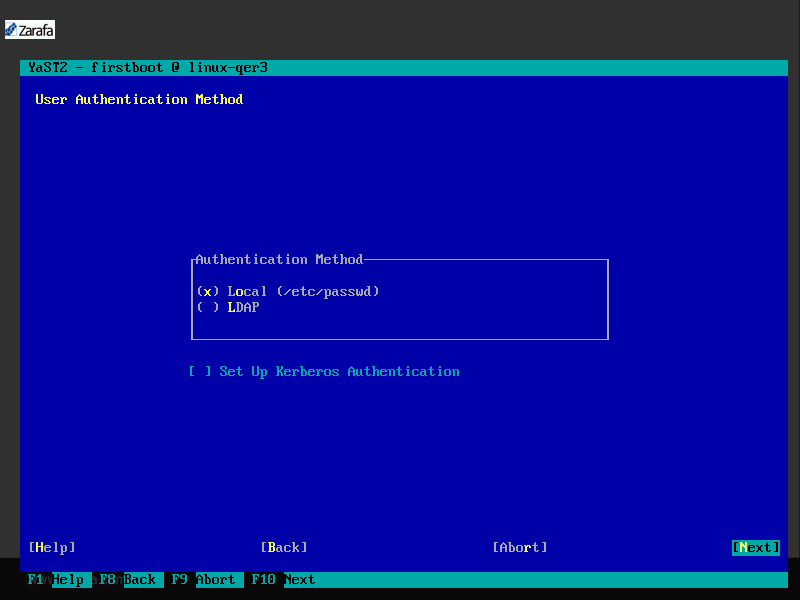 Zarafa
YaST2 - firstboot @ linux-qer3
User Authentication Method
Authentication Method
(x) Local (/etc/passwd)
( ) LDAP
[ ] Set Up Kerberos Authentication
[Help] [Back] [Abort] [Next]
F1 Help F8 Back F9 Abort F10 Next